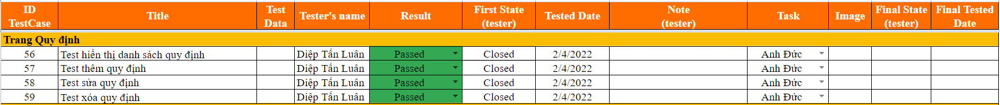 ID TestCase Title Test Data Tester's name Result First State (tester) Tested Date Note (tester) Task Image Final State (tester) Final Tested Date
Trang Quy định
56 Test hiển thị danh sách quy định Diệp Tấn Luân Passed Closed 2/4/2022 Anh Đức
57 Test thêm quy định Diệp Tấn Luân Passed Closed 2/4/2022 Anh Đức
58 Test sửa quy định Diệp Tấn Luân Passed Closed 2/4/2022 Anh Đức
59 Test xóa quy định Diệp Tấn Luân Passed Closed 2/4/2022 Anh Đức